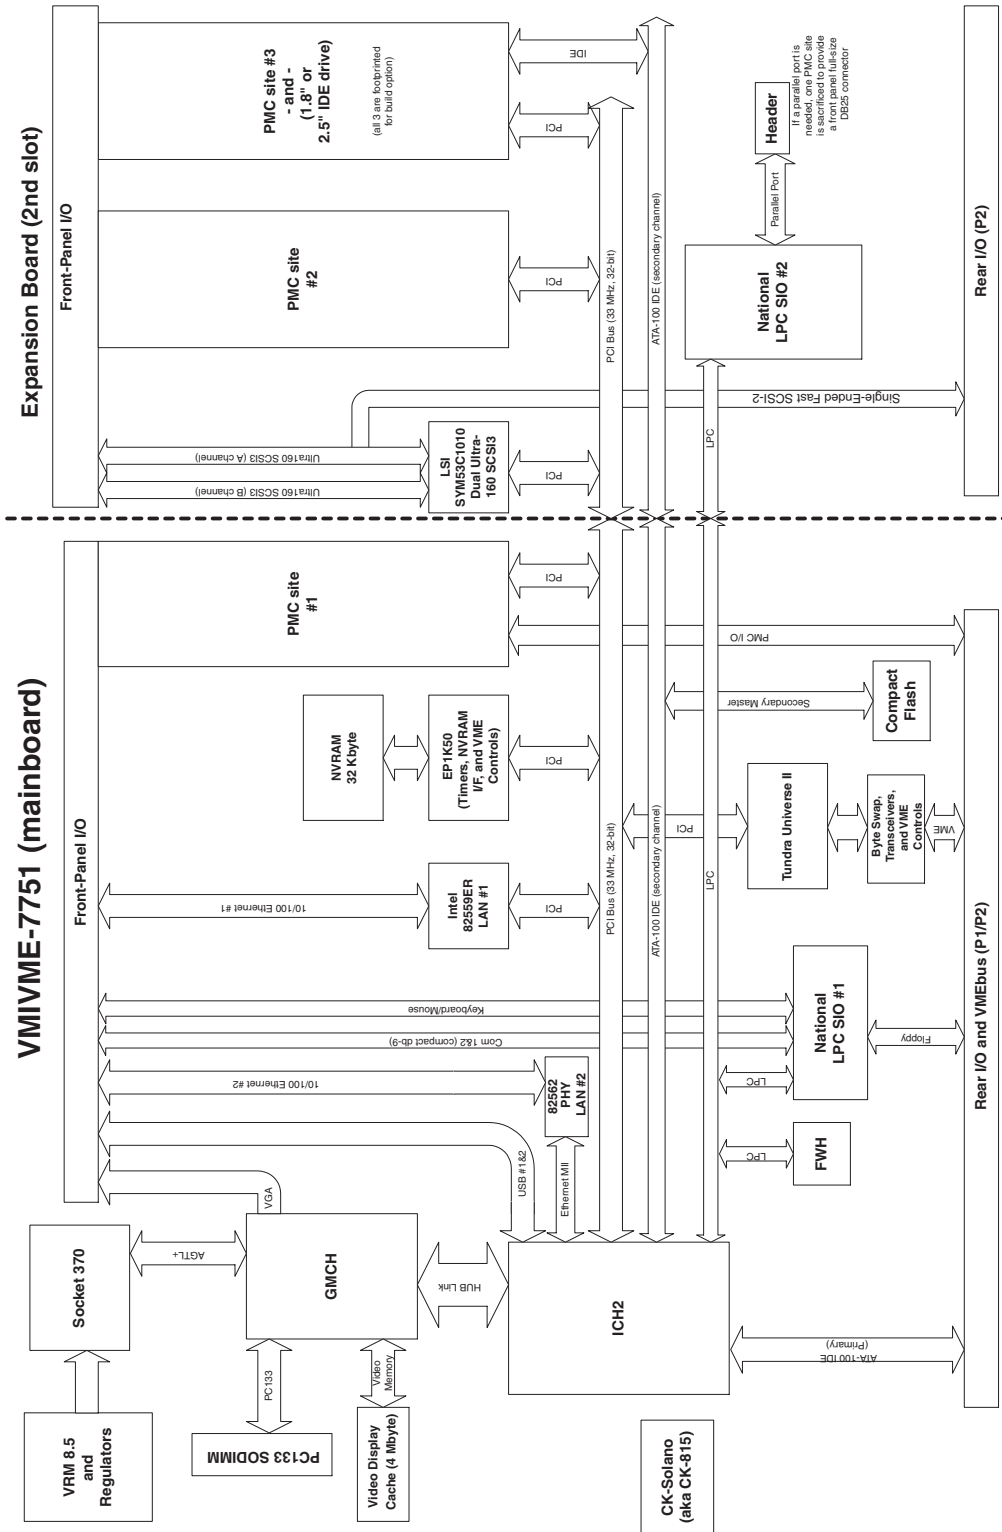 VMIVME-7751 (mainboard)
Expansion Board (2nd slot)
VRM 8.5
and
Regulators
Socket 370
Front-Panel I/O
Front-Panel I/O
AGTL+
VGA
PC133 SODIMM
PC133
GMCH
Video Display
Cache (4 Mbyte)
Video
Memory
HUB Link
USB #1&2
10/100 Ethernet #2
82562
PHY
LAN #2
Ethernet MII
Com 1&2 (compact db-9)
Keyboard/Mouse
10/100 Ethernet #1
Intel
82559ER
LAN #1
PCI
NVRAM
32 Kbyte
EP1K50
(Timers, NVRAM
I/F, and VME
Controls)
PCI
PMC site
#1
PCI
PMC I/O
Ultra160 SCSI3 (B channel)
Ultra160 SCSI3 (A channel)
LSI
SYM53C1010
Dual Ultra-
160 SCSI3
PCI
Single-Ended Fast SCSI-2
PMC site
#2
PCI
PMC site #3
- and -
(1.8" or
2.5" IDE drive)
(all 3 are footprinted
for build option)
PCI
IDE
CK-Solano
(aka CK-815)
ICH2
PCI Bus (33 MHz, 32-bit)
PCI Bus (33 MHz, 32-bit)
ATA-100 IDE (secondary channel)
ATA-100 IDE (secondary channel)
LPC
LPC
ATA-100 IDE
(Primary)
LPC
FWH
LPC
National
LPC SIO #1
Floppy
PCI
Tundra Universe II
Byte Swap,
Transceivers,
and VME
Controls
VME
Secondary Master
Compact
Flash
National
LPC SIO #2
Parallel Port
Header
If a parallel port is
needed, one PMC site
is sacrificed to provide
a front panel full-size
DB25 connector
Rear I/O and VMEbus (P1/P2)
Rear I/O (P2)